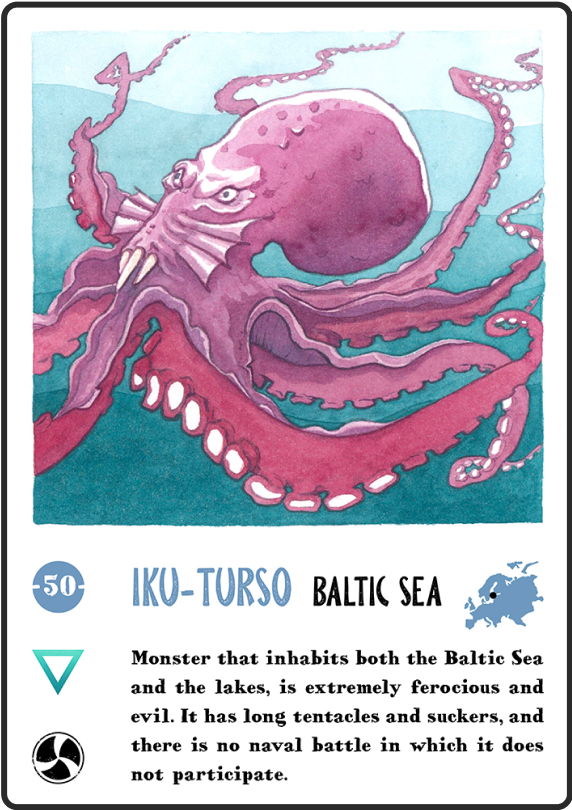 -50-
IKU-TURSO BALTIC SEA
Monster that inhabits both the Baltic Sea
and the lakes, is extremely ferocious and
evil. It has long tentacles and suckers, and
there is no naval battle in which it does
not participate.